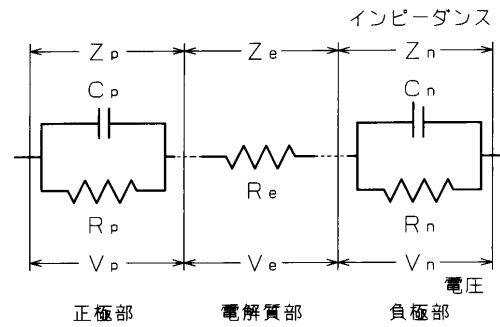 インピーダンス
Zp Ze Zn
Cp Cn
Rp Re Rn
Vp Ve Vn
電圧
正極部 電解質部 負極部